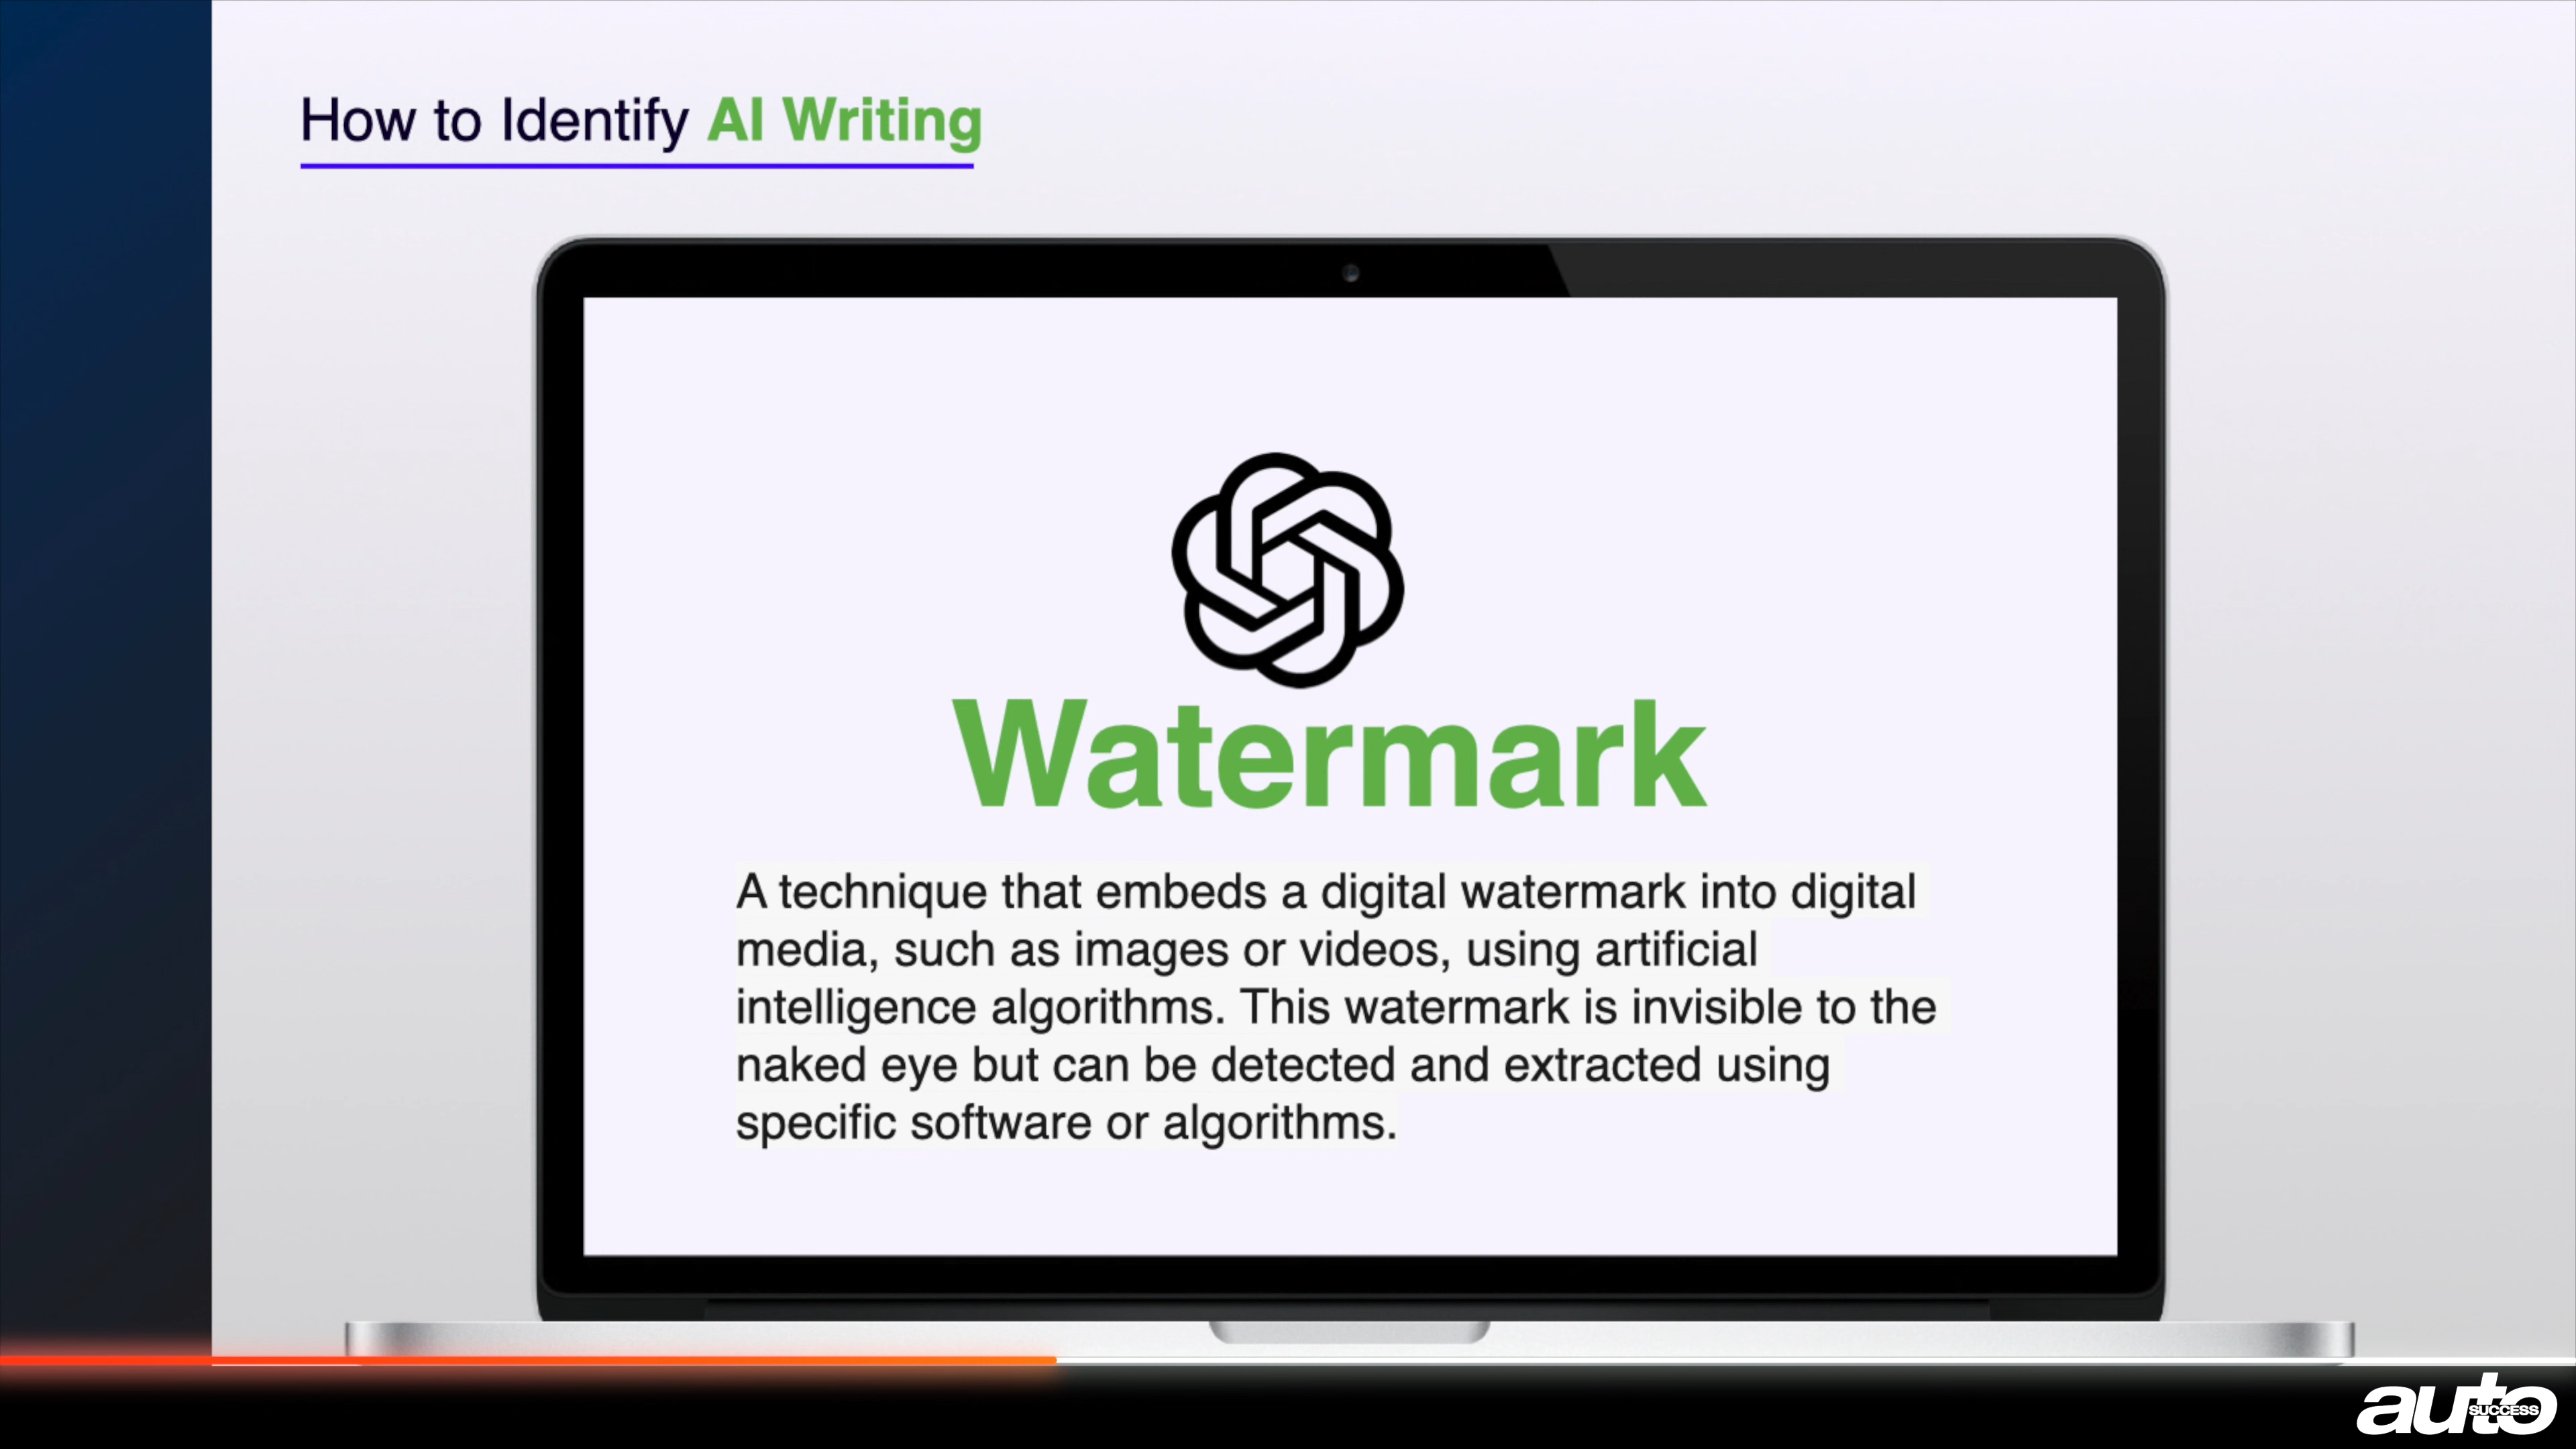 How to Identify AI Writing
Watermark
A technique that embeds a digital watermark into digital
media, such as images or videos, using artificial
intelligence algorithms. This watermark is invisible to the
naked eye but can be detected and extracted using
specific software or algorithms.
auto
SUCCESS